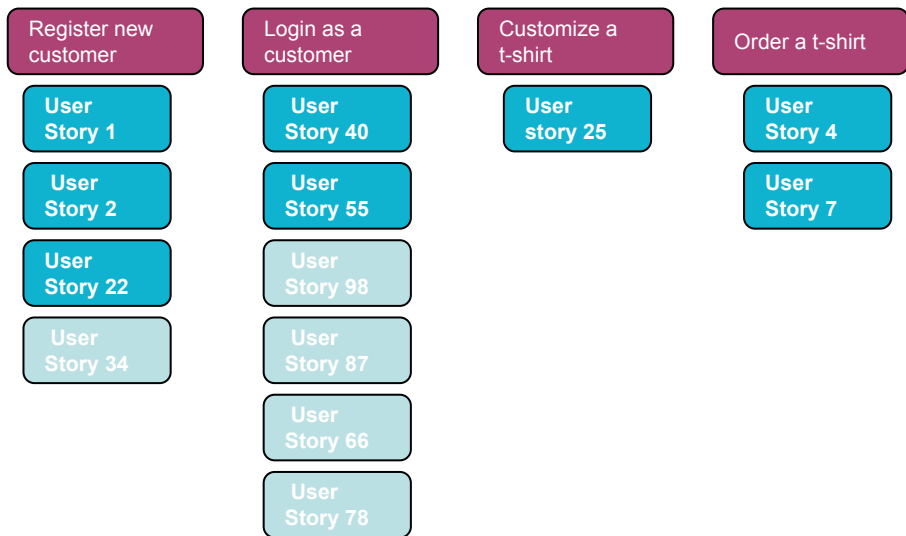 Register new
customer
User
Story 1
User
Story 2
User
Story 22
User
Story 34
Login as a
customer
User
Story 40
User
Story 55
User
Story 98
User
Story 87
User
Story 66
User
Story 78
Customize a
t-shirt
User
story 25
Order a t-shirt
User
Story 4
User
Story 7